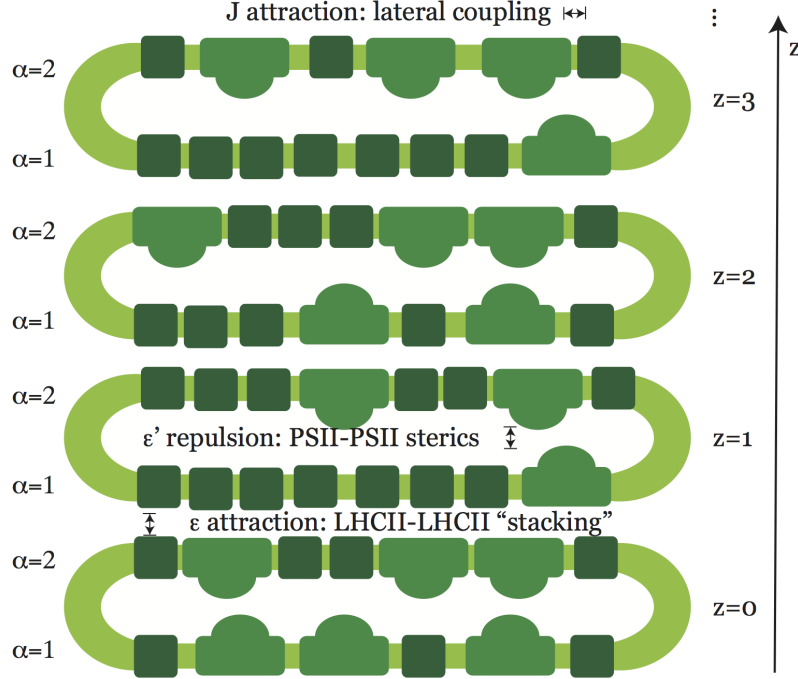 J attraction: lateral coupling
⋮
z
α=2
z=3
α=1
α=2
z=2
α=1
α=2
ε' repulsion: PSII-PSII sterics
z=1
α=1
ε attraction: LHCII-LHCII “stacking”
α=2
z=0
α=1